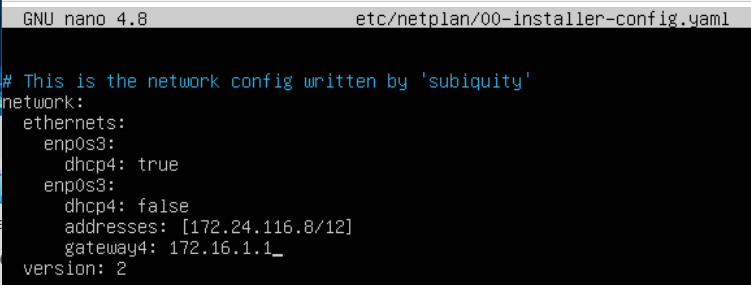 GNU nano 4.8 etc/netplan/00-installer-config.yaml
# This is the network config written by 'subiquity'
network:
  ethernets:
    enp0s3:
      dhcp4: true
    enp0s3:
      dhcp4: false
      addresses: [172.24.116.8/12]
      gateway4: 172.16.1.1_
  version: 2